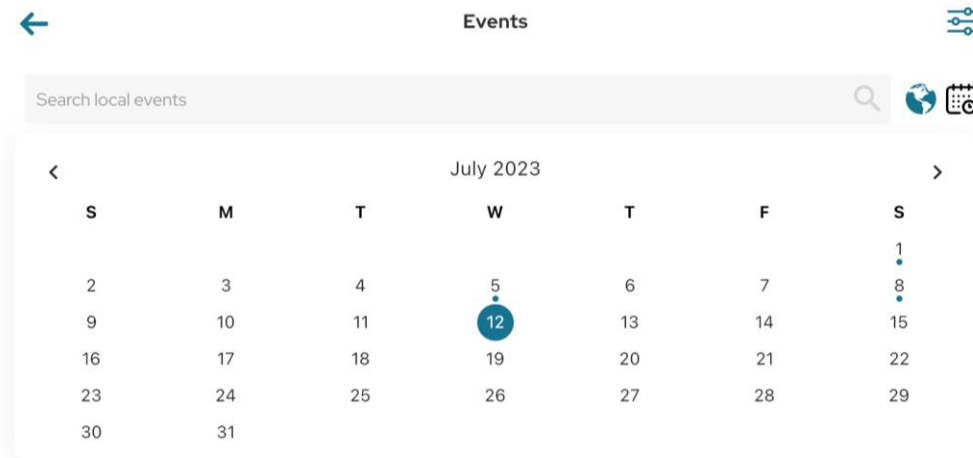 Events
Search local events
July 2023
S M T W T F S
1
2 3 4 5 6 7 8
9 10 11 12 13 14 15
16 17 18 19 20 21 22
23 24 25 26 27 28 29
30 31